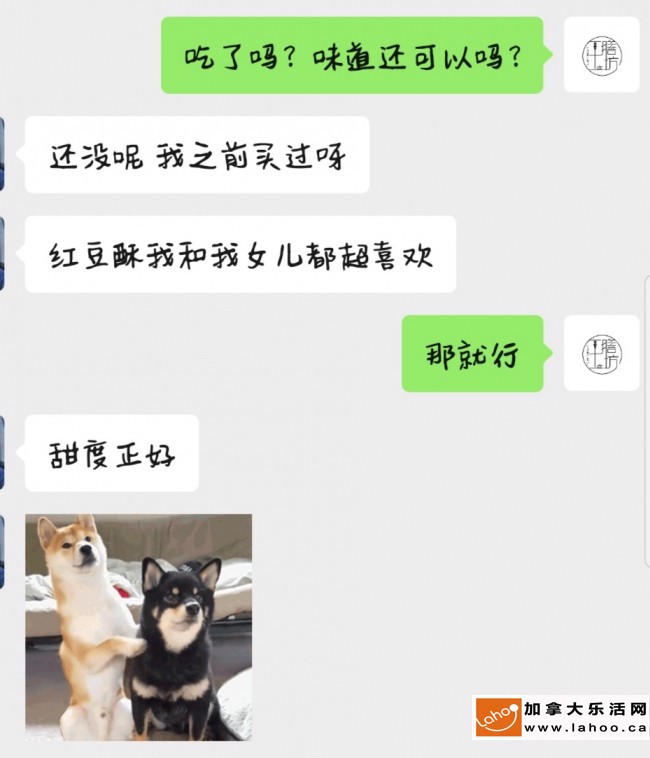 吃了吗？味道还可以吗？
还没呢 我之前买过呀
红豆酥我和我女儿都超喜欢
那就行
甜度正好
Lahoo
加拿大乐活网
www.lahoo.ca